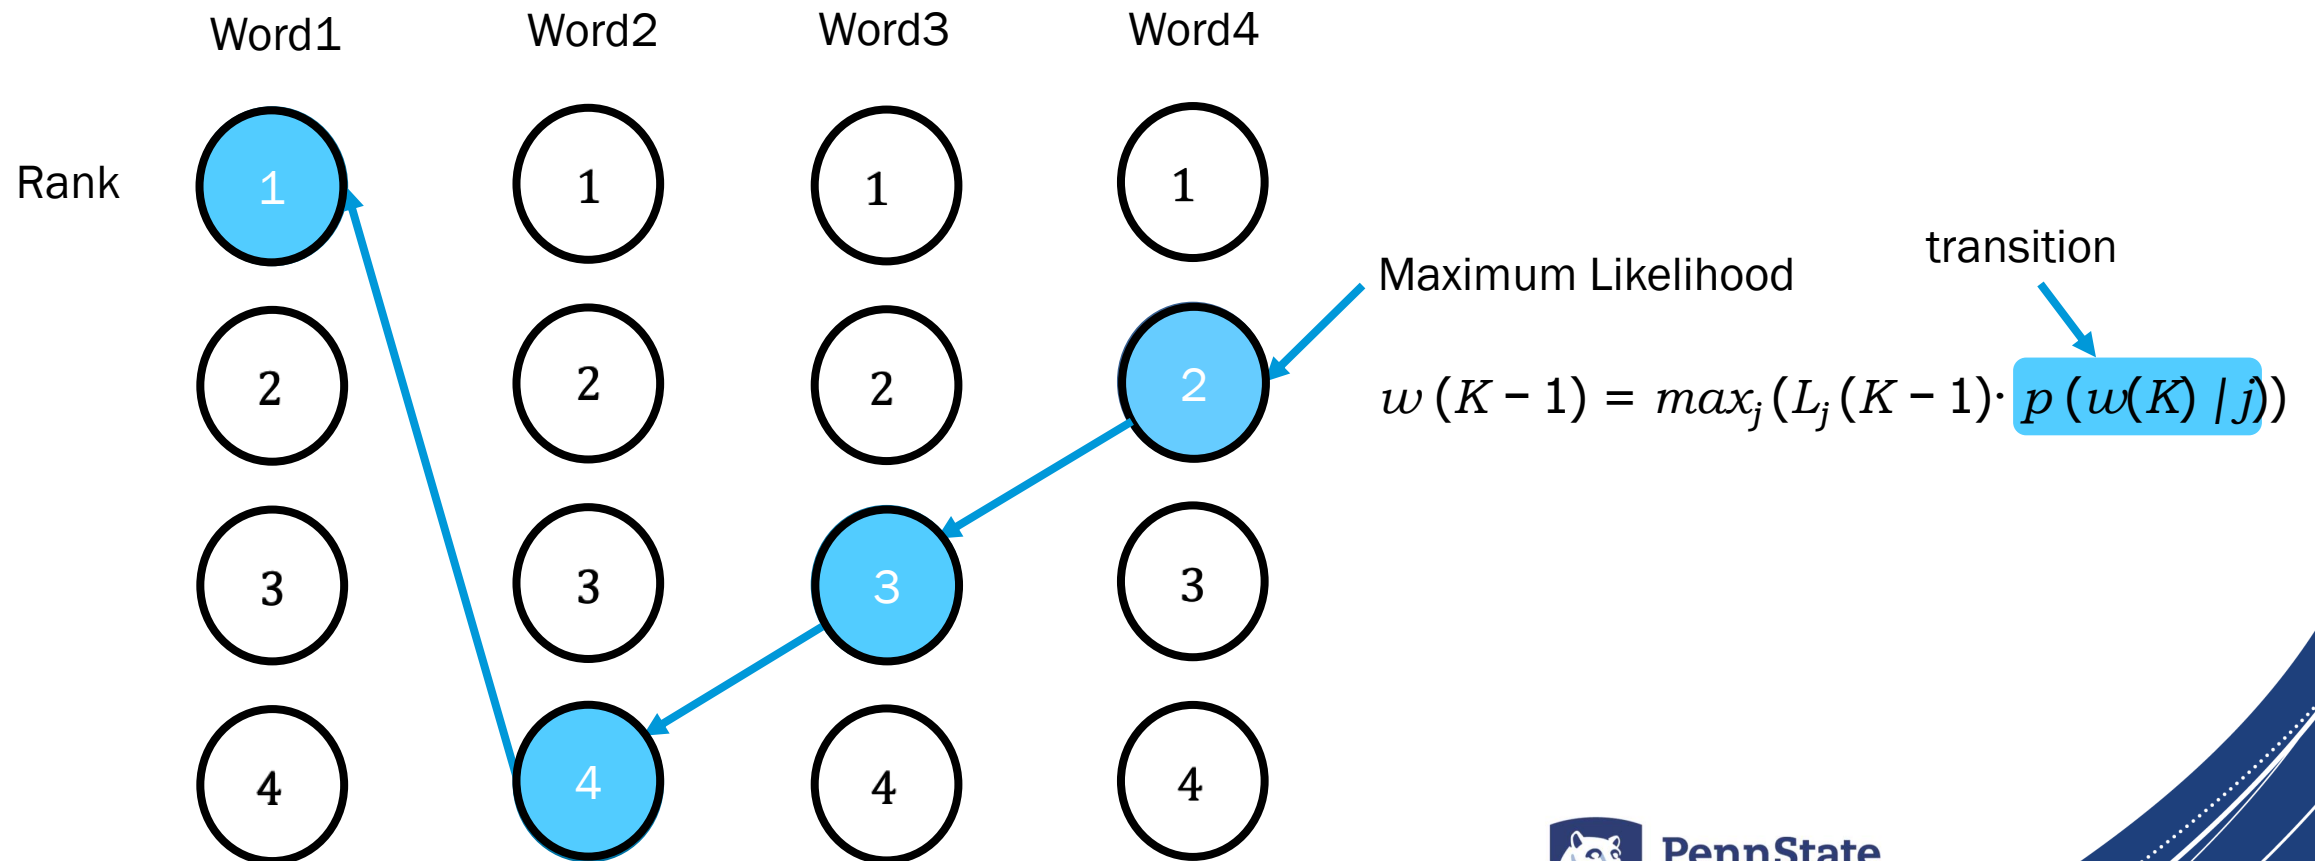 Word1 Word2 Word3 Word4
Rank 1 1 1 1
transition
Maximum Likelihood
2 2 2 2
w (K − 1) = max_j (L_j (K − 1)· p (w(K) | j))
3 3 3 3
4 4 4 4
PennState